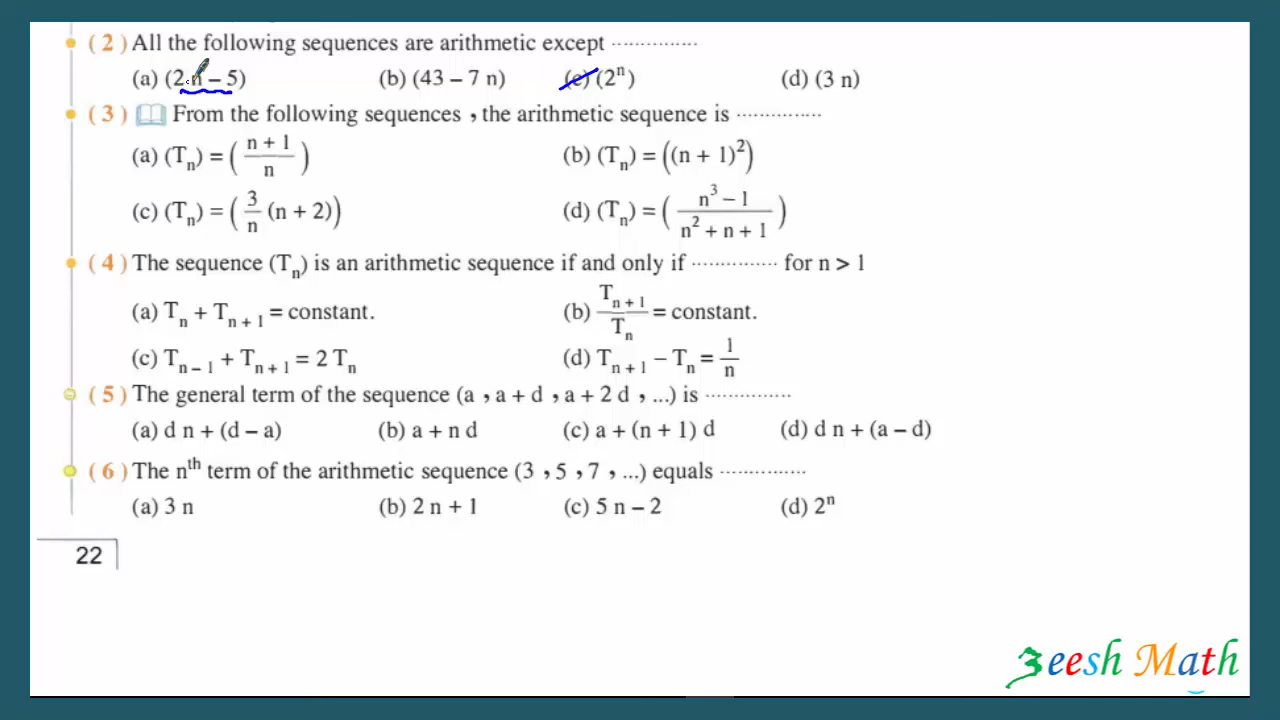 (2) All the following sequences are arithmetic except ..............
(a) (2 n – 5) (b) (43 – 7 n) (c) (2ⁿ) (d) (3 n)
(3) From the following sequences , the arithmetic sequence is ..............
(a) (Tₙ) = ( (n + 1)/n ) (b) (Tₙ) = ((n + 1)²)
(c) (Tₙ) = ( 3/n (n + 2)) (d) (Tₙ) = ( (n³ – 1)/(n² + n + 1) )
(4) The sequence (Tₙ) is an arithmetic sequence if and only if .............. for n > 1
(a) Tₙ + Tₙ₊₁ = constant. (b) Tₙ₊₁/Tₙ = constant.
(c) Tₙ₋₁ + Tₙ₊₁ = 2 Tₙ (d) Tₙ₊₁ – Tₙ = 1/n
(5) The general term of the sequence (a , a + d , a + 2 d , ...) is ..............
(a) d n + (d – a) (b) a + n d (c) a + (n + 1) d (d) d n + (a – d)
(6) The nᵗʰ term of the arithmetic sequence (3 , 5 , 7 , ...) equals ..............
(a) 3 n (b) 2 n + 1 (c) 5 n – 2 (d) 2ⁿ
22
3eesh Math